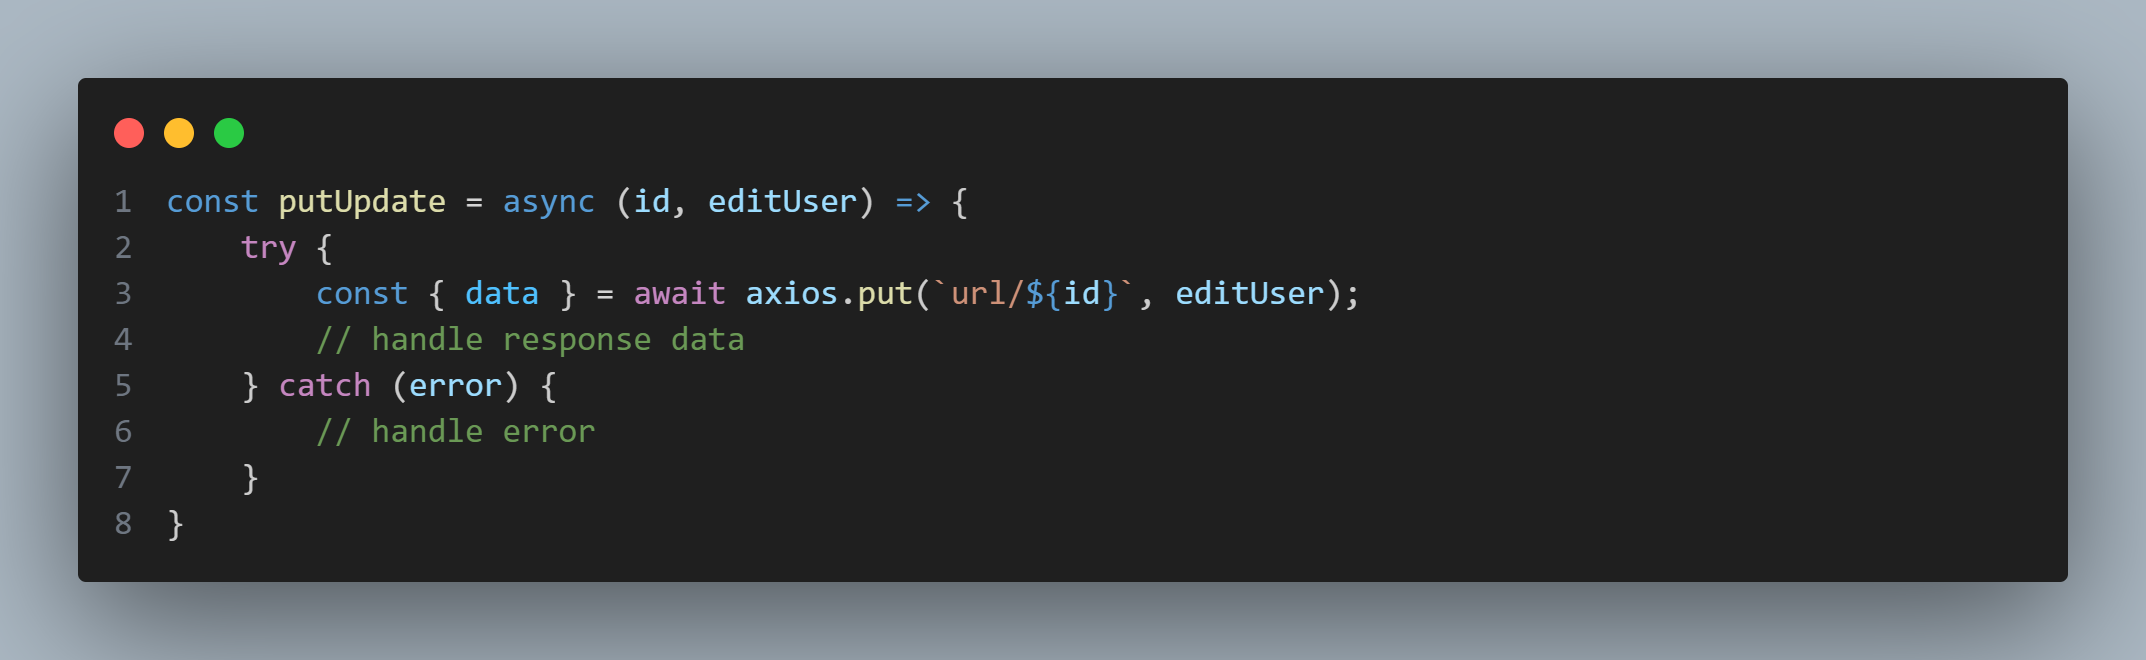 1 const putUpdate = async (id, editUser) => {
2     try {
3         const { data } = await axios.put(`url/${id}`, editUser);
4         // handle response data
5     } catch (error) {
6         // handle error
7     }
8 }